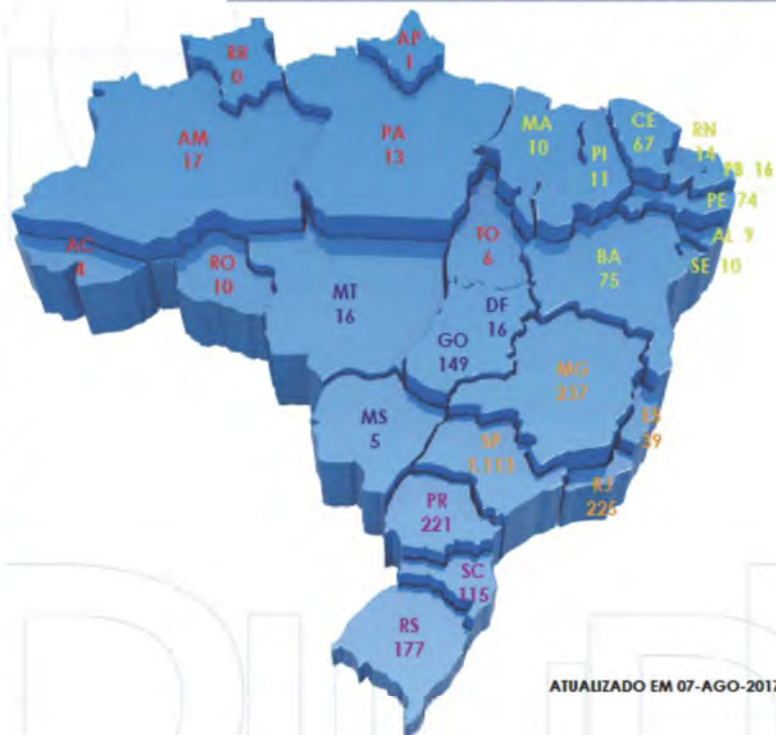 RR
0
AP
1
AM
17
PA
13
MA
10
PI
11
CE
67
RN
14
PB 16
PE 74
AL 9
SE 10
AC
4
RO
10
TO
6
BA
75
MT
16
DF
16
GO
149
MG
237
ES
39
MS
5
SP
1.113
RJ
225
PR
221
SC
115
RS
177
ATUALIZADO EM 07-AGO-2017